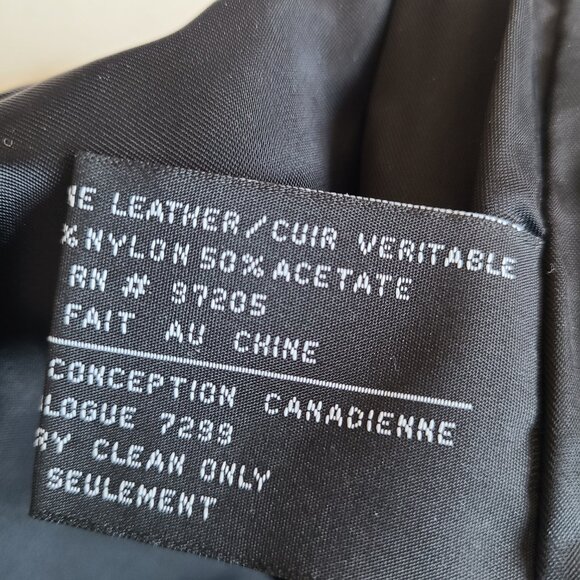 NE LEATHER/CUIR VERITABLE
% NYLON 50% ACETATE
RN # 97205
FAIT AU CHINE
CONCEPTION CANADIENNE
LOGUE 7299
RY CLEAN ONLY
SEULEMENT